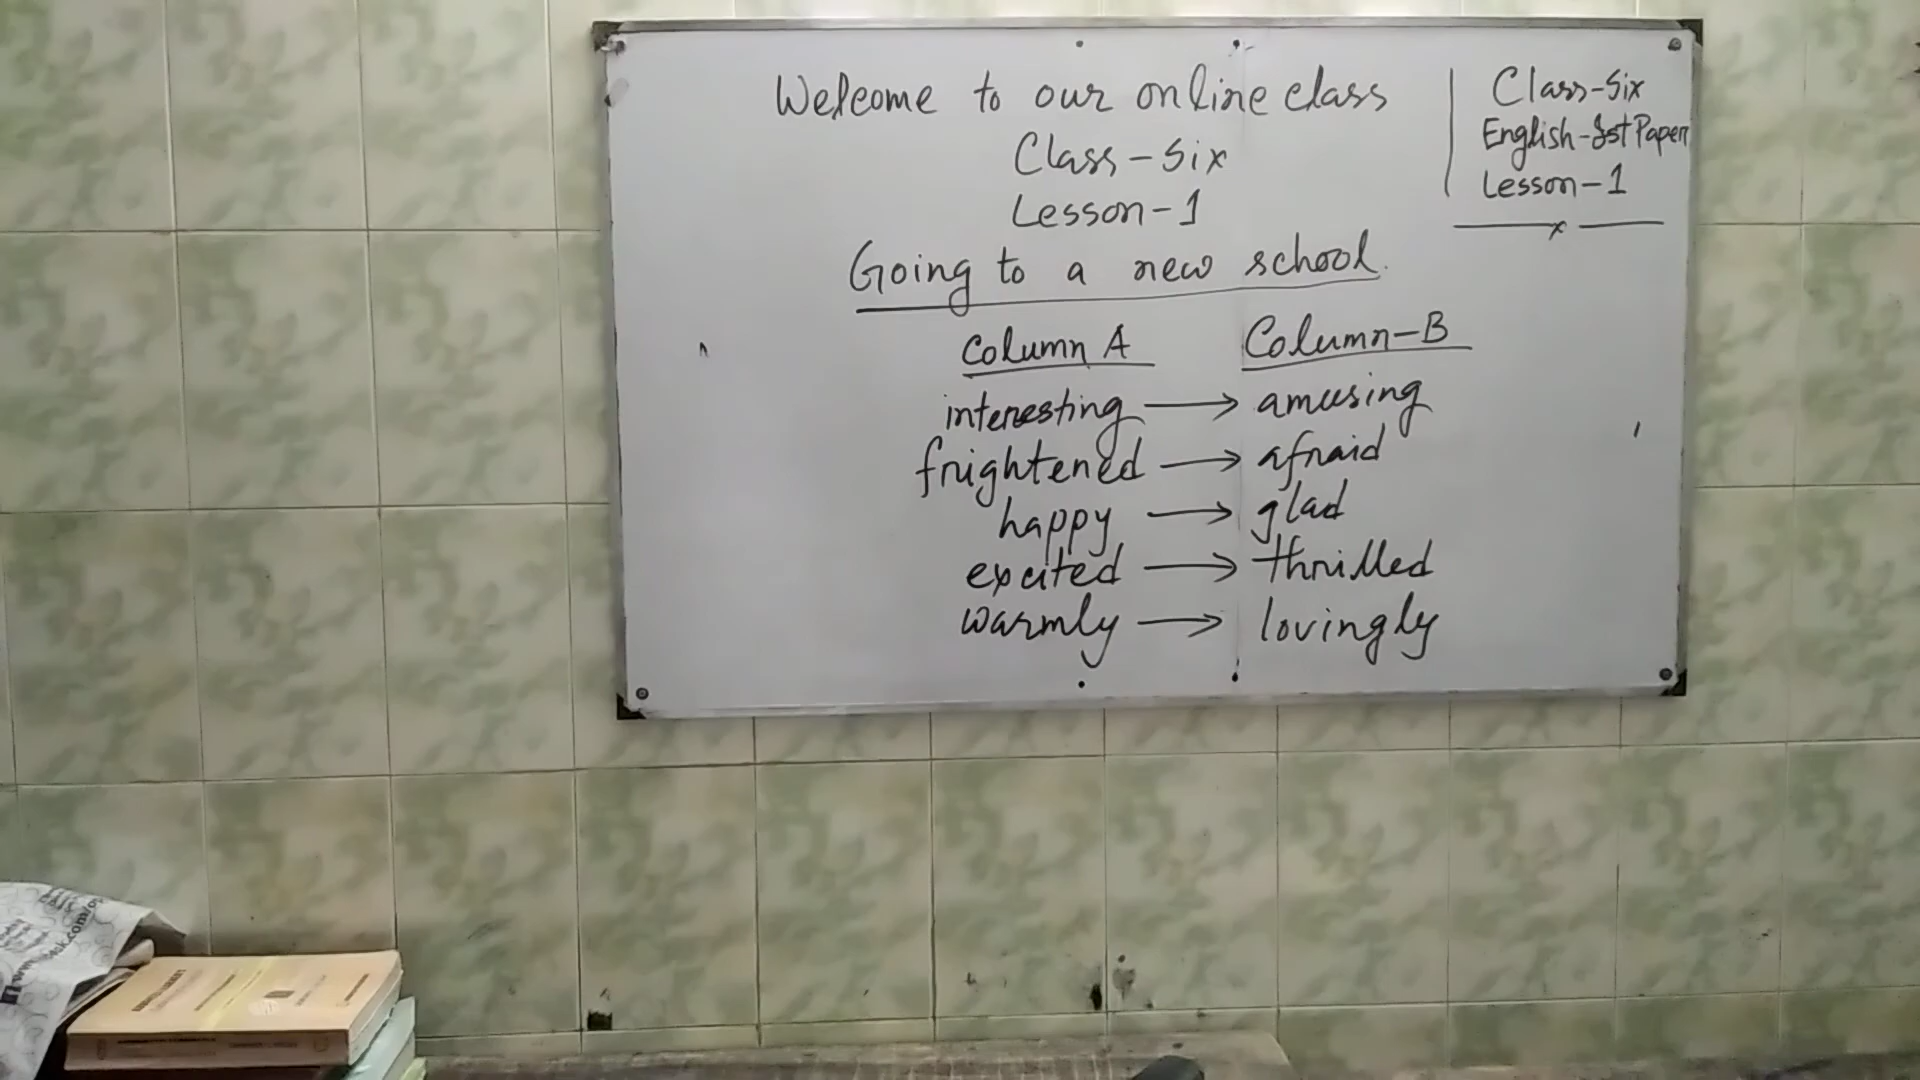 Welcome to our online class
Class-Six
Lesson-1
Going to a new school.
Class-Six
English-1st Paper
Lesson-1
x
Column A Column-B
interesting → amusing
frightened → afraid
happy → glad
excited → thrilled
warmly → lovingly